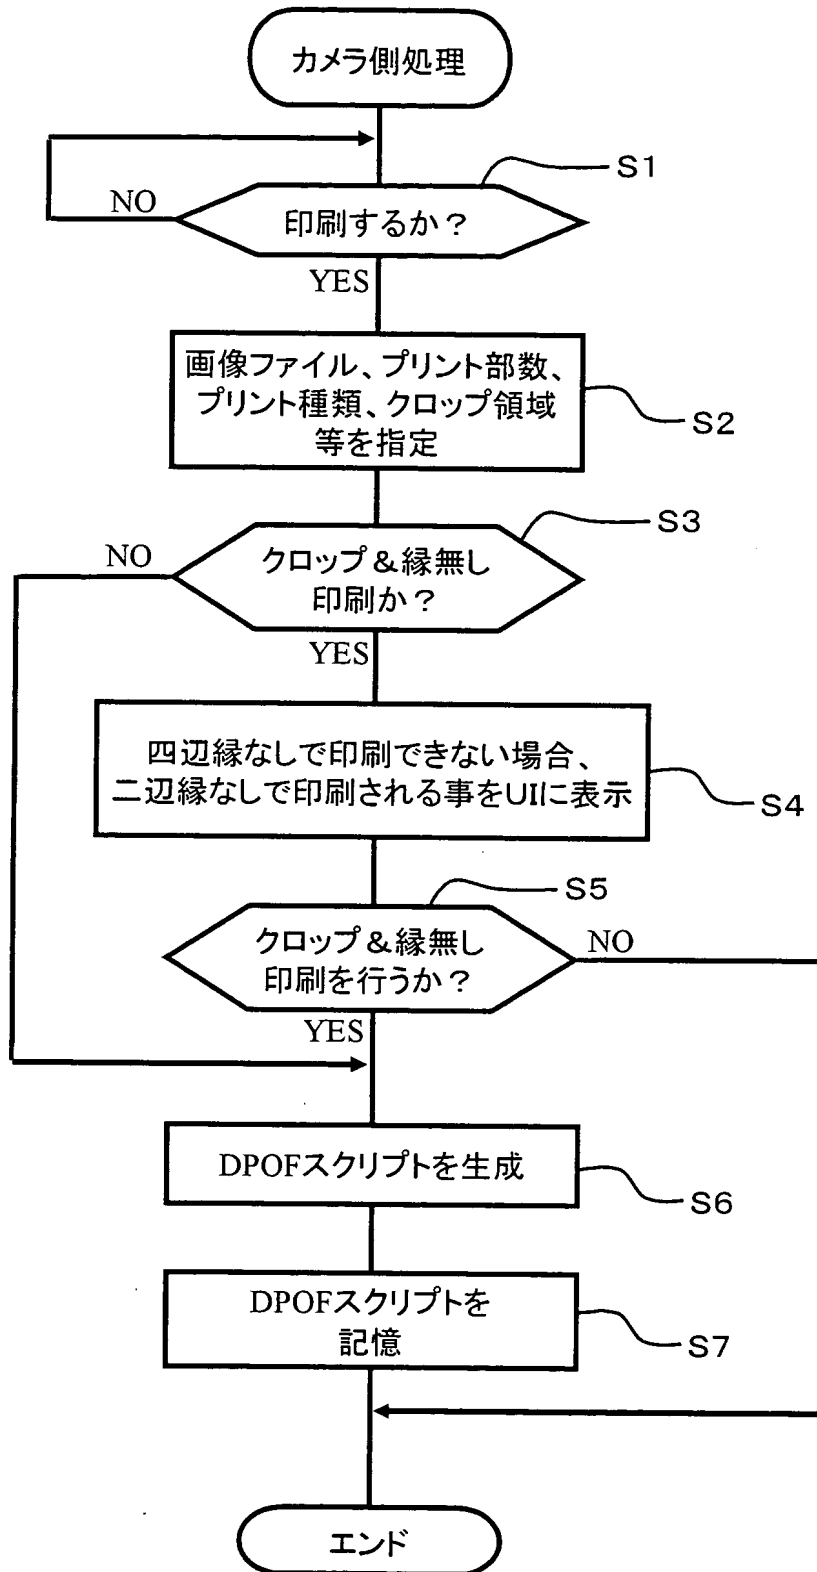 カメラ側処理
S1
NO
印刷するか？
YES
画像ファイル、プリント部数、
プリント種類、クロップ領域
等を指定
S2
S3
NO
クロップ＆縁無し
印刷か？
YES
四辺縁なしで印刷できない場合、
二辺縁なしで印刷される事をUIに表示
S4
S5
クロップ＆縁無し
印刷を行うか？
NO
YES
DPOFスクリプトを生成
S6
DPOFスクリプトを
記憶
S7
エンド